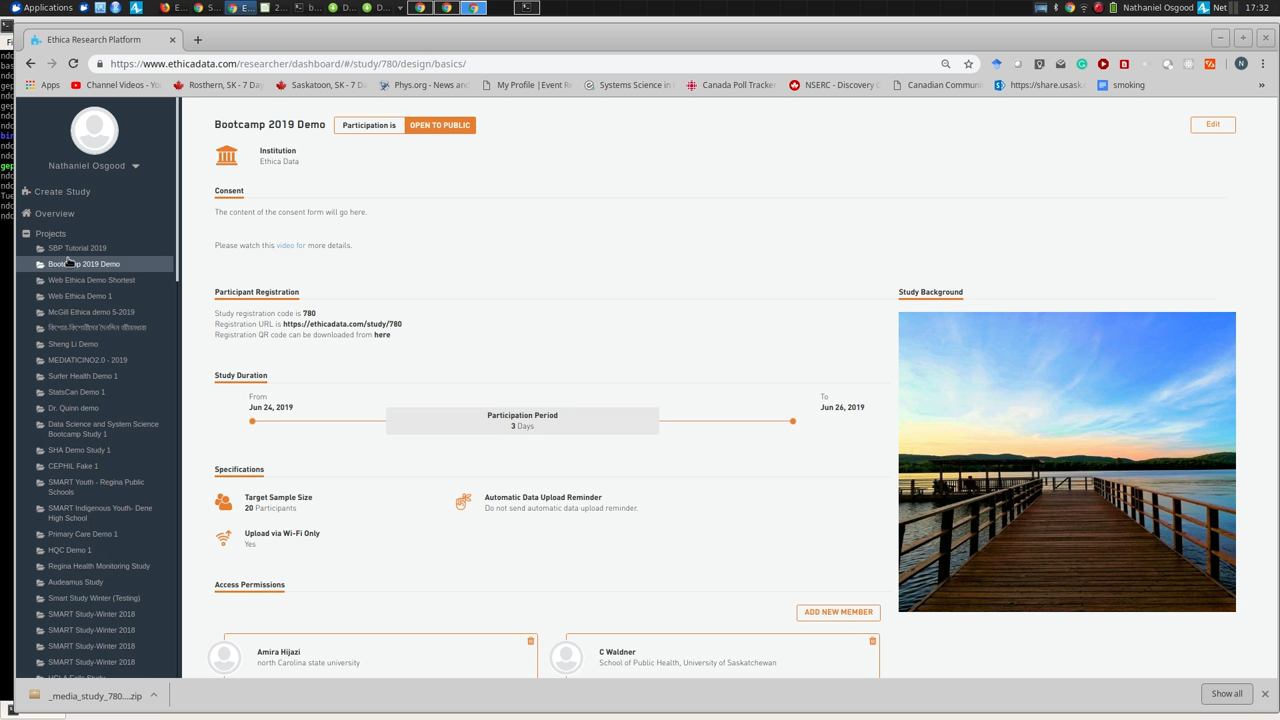 Applications
S...
E...
2...
b...
D...
D...
Nathaniel Osgood
Net
17:32
Ethica Research Platform
https://www.ethicadata.com/researcher/dashboard/#/study/780/design/basics/
Apps
Channel Videos - Yo
Rosthern, SK - 7 Day
Saskatoon, SK - 7 D
Phys.org - News and
My Profile | Event R
Systems Science in
Canada Poll Tracker
NSERC - Discovery
Canadian Communi
https://share.usask.
smoking
»
Nathaniel Osgood
Create Study
Overview
Projects
SBP Tutorial 2019
Bootcamp 2019 Demo
Web Ethica Demo Shortest
Web Ethica Demo 1
McGill Ethica demo 5-2019
Sheng Li Demo
MEDIATICINO2.0 - 2019
Surfer Health Demo 1
StatsCan Demo 1
Dr. Quinn demo
Data Science and System Science
Bootcamp Study 1
SHA Demo Study 1
CEPHIL Fake 1
SMART Youth - Regina Public
Schools
SMART Indigenous Youth- Dene
High School
Primary Care Demo 1
HQC Demo 1
Regina Health Monitoring Study
Audeamus Study
Smart Study Winter (Testing)
SMART Study-Winter 2018
SMART Study-Winter 2018
SMART Study-Winter 2018
SMART Study-Winter 2018
Bootcamp 2019 Demo
Participation is OPEN TO PUBLIC
Edit
Institution
Ethica Data
Consent
The content of the consent form will go here.
Please watch this video for more details.
Participant Registration
Study registration code is 780
Registration URL is https://ethicadata.com/study/780
Registration QR code can be downloaded from here
Study Background
Study Duration
From
Jun 24, 2019
Participation Period
3 Days
To
Jun 26, 2019
Specifications
Target Sample Size
20 Participants
Automatic Data Upload Reminder
Do not send automatic data upload reminder.
Upload via Wi-Fi Only
Yes
Access Permissions
ADD NEW MEMBER
Amira Hijazi
north Carolina state university
C Waldner
School of Public Health, University of Saskatchewan
_media_study_780....zip
Show all